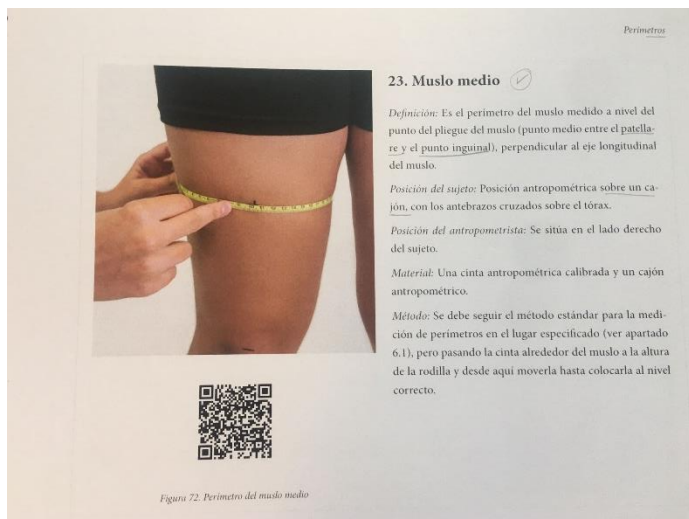 Perímetros
23. Muslo medio
Definición: Es el perímetro del muslo medido a nivel del
punto del pliegue del muslo (punto medio entre el patella-
re y el punto inguinal), perpendicular al eje longitudinal
del muslo.
Posición del sujeto: Posición antropométrica sobre un ca-
jón, con los antebrazos cruzados sobre el tórax.
Posición del antropometrista: Se sitúa en el lado derecho
del sujeto.
Material: Una cinta antropométrica calibrada y un cajón
antropométrico.
Método: Se debe seguir el método estándar para la medi-
ción de perímetros en el lugar especificado (ver apartado
6.1), pero pasando la cinta alrededor del muslo a la altura
de la rodilla y desde aquí moverla hasta colocarla al nivel
correcto.
Figura 72. Perímetro del muslo medio